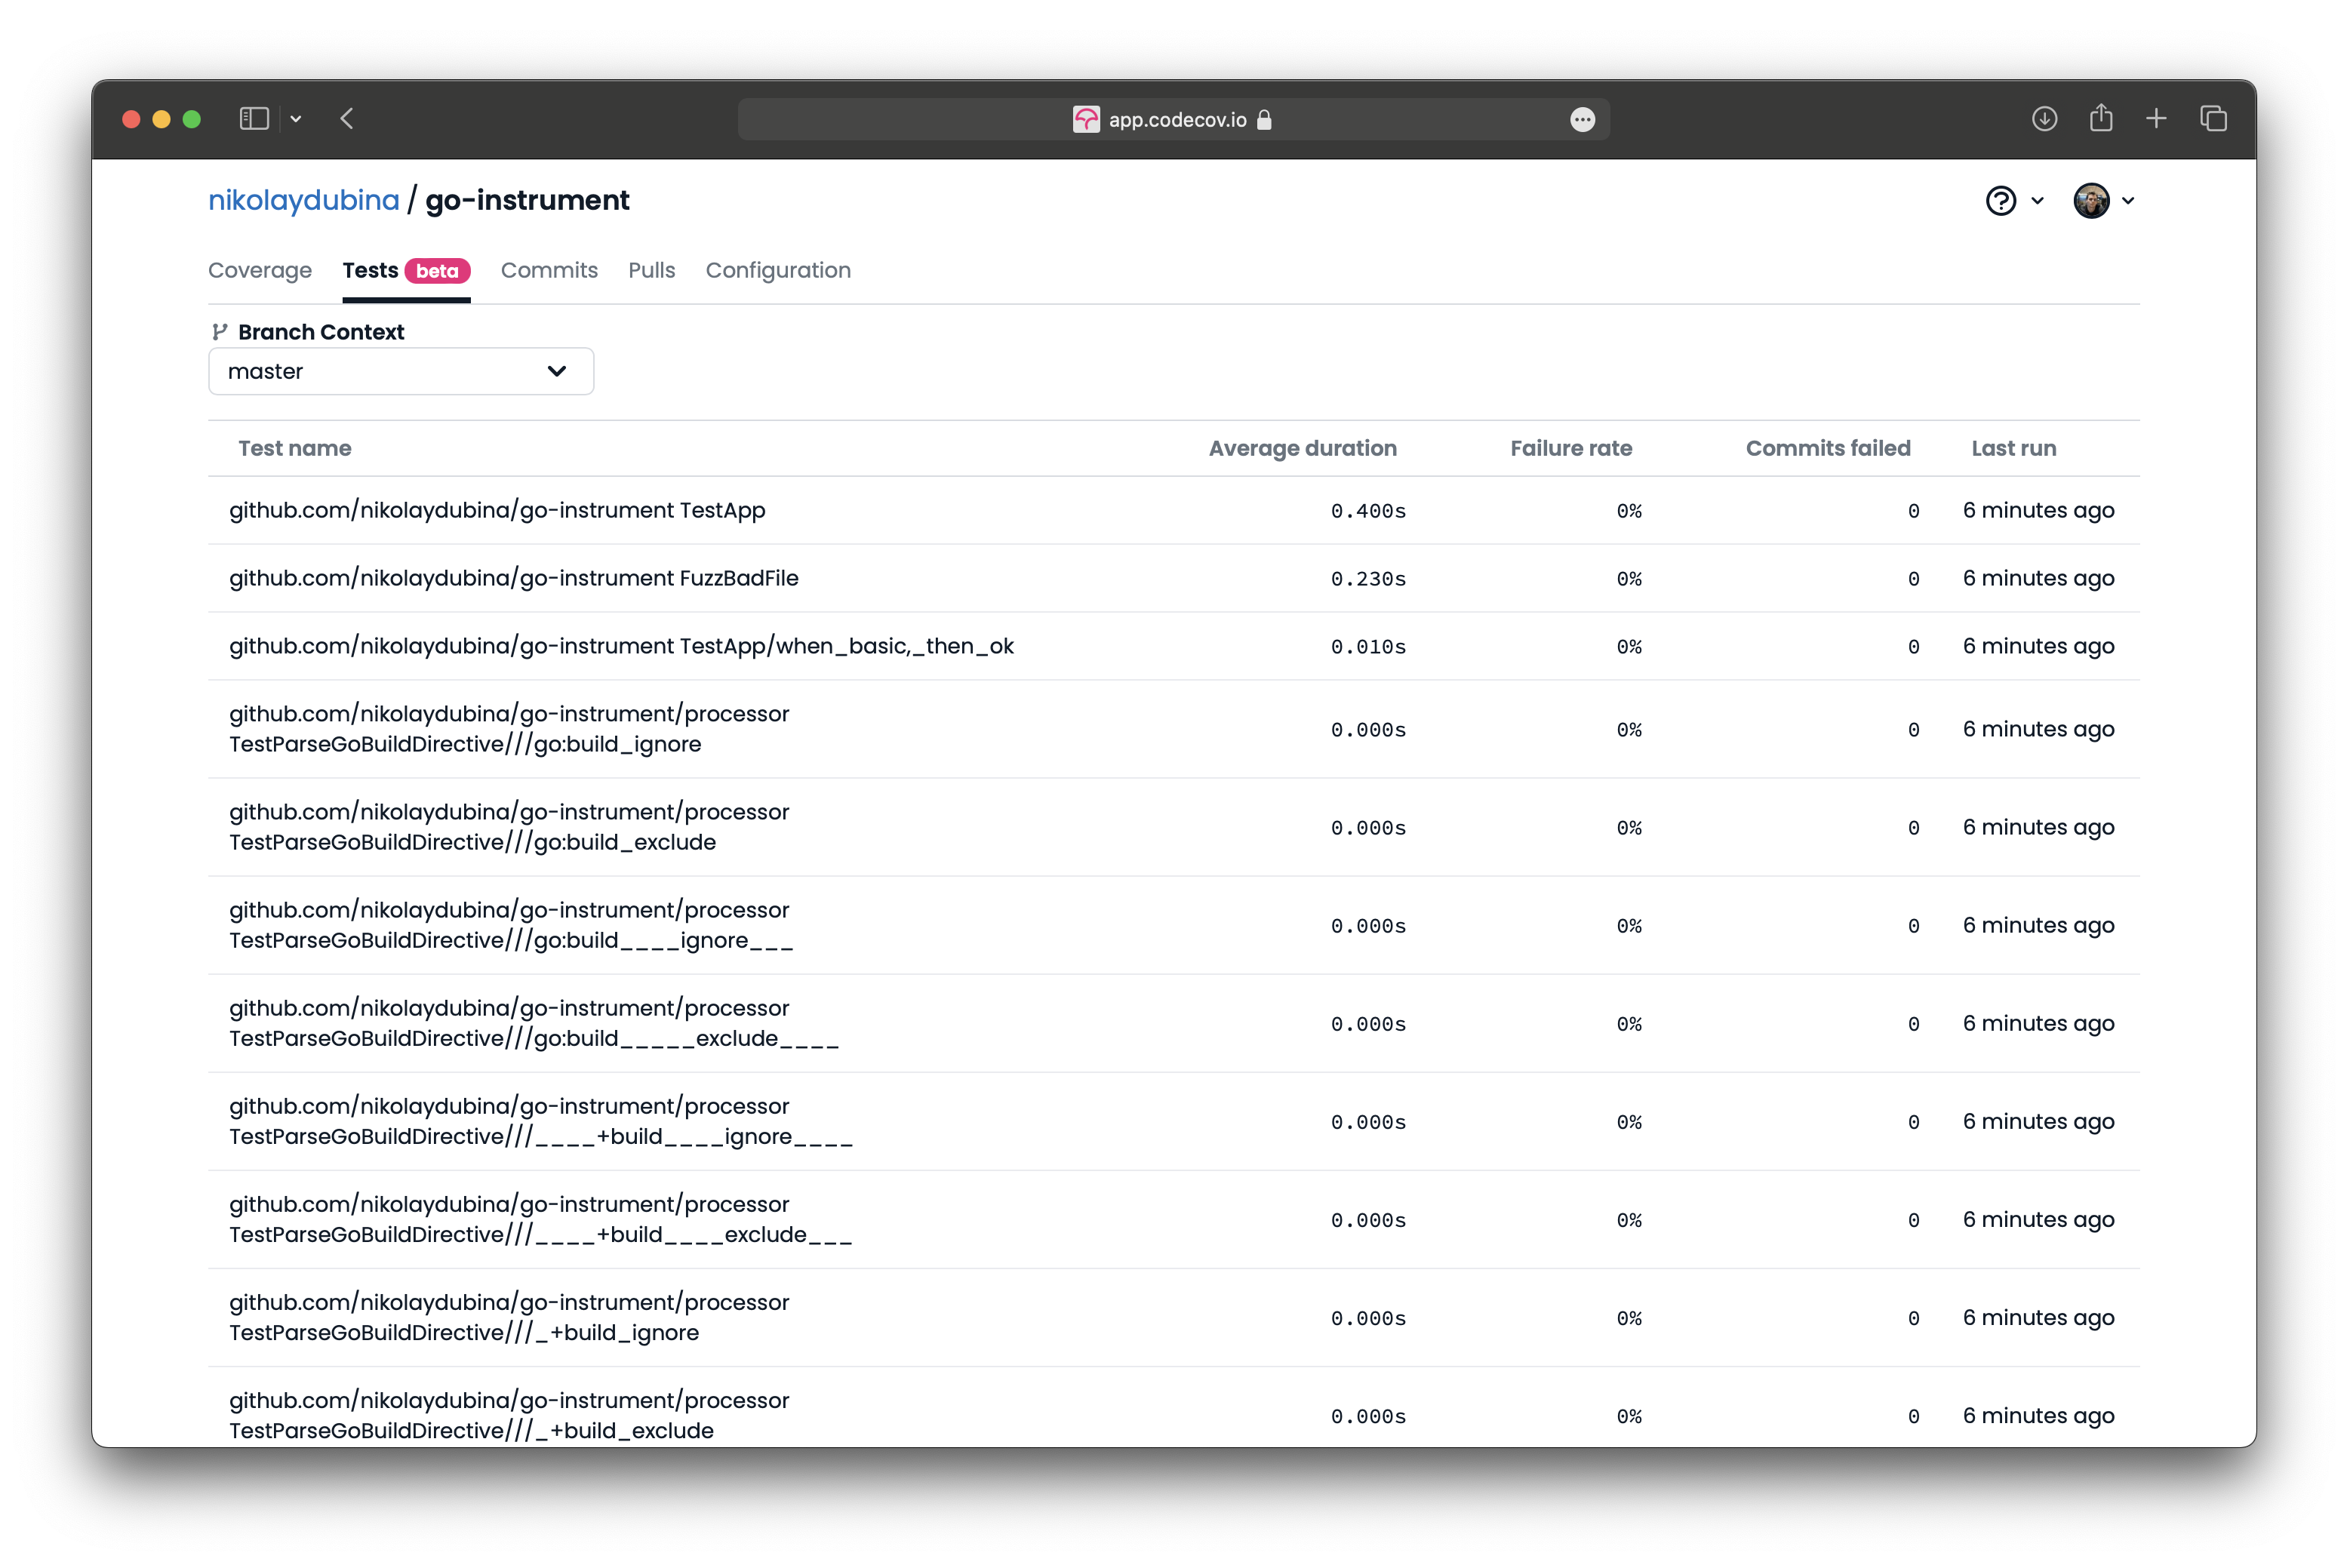 app.codecov.io
nikolaydubina / go-instrument
Coverage Tests beta Commits Pulls Configuration
Branch Context
master
Test name Average duration Failure rate Commits failed Last run
github.com/nikolaydubina/go-instrument TestApp 0.400s 0% 0 6 minutes ago
github.com/nikolaydubina/go-instrument FuzzBadFile 0.230s 0% 0 6 minutes ago
github.com/nikolaydubina/go-instrument TestApp/when_basic,_then_ok 0.010s 0% 0 6 minutes ago
github.com/nikolaydubina/go-instrument/processor
TestParseGoBuildDirective///go:build_ignore 0.000s 0% 0 6 minutes ago
github.com/nikolaydubina/go-instrument/processor
TestParseGoBuildDirective///go:build_exclude 0.000s 0% 0 6 minutes ago
github.com/nikolaydubina/go-instrument/processor
TestParseGoBuildDirective///go:build____ignore___ 0.000s 0% 0 6 minutes ago
github.com/nikolaydubina/go-instrument/processor
TestParseGoBuildDirective///go:build_____exclude____ 0.000s 0% 0 6 minutes ago
github.com/nikolaydubina/go-instrument/processor
TestParseGoBuildDirective///____+build____ignore____ 0.000s 0% 0 6 minutes ago
github.com/nikolaydubina/go-instrument/processor
TestParseGoBuildDirective///____+build____exclude___ 0.000s 0% 0 6 minutes ago
github.com/nikolaydubina/go-instrument/processor
TestParseGoBuildDirective///_+build_ignore 0.000s 0% 0 6 minutes ago
github.com/nikolaydubina/go-instrument/processor
TestParseGoBuildDirective///_+build_exclude 0.000s 0% 0 6 minutes ago